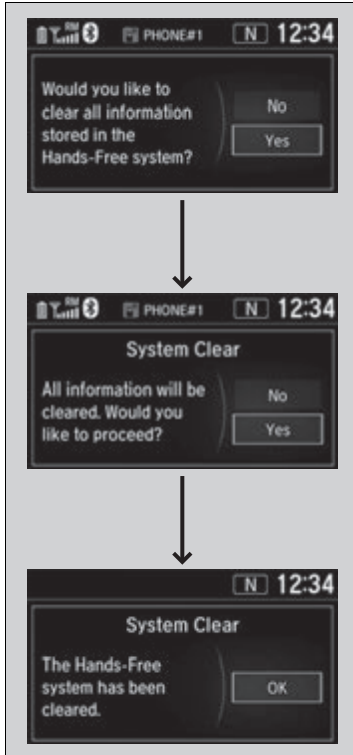 RM PHONE#1 N 12:34
Would you like to
clear all information
stored in the
Hands-Free system?
No
Yes
RM PHONE#1 N 12:34
System Clear
All information will be
cleared. Would you
like to proceed?
No
Yes
N 12:34
System Clear
The Hands-Free
system has been
cleared.
OK